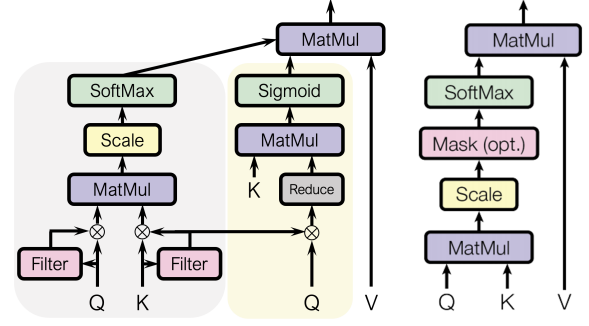 MatMul
MatMul
SoftMax
Sigmoid
SoftMax
Scale
MatMul
Mask (opt.)
MatMul
K
Reduce
Scale
Filter
Filter
MatMul
Q
K
Q
V
Q
K
V